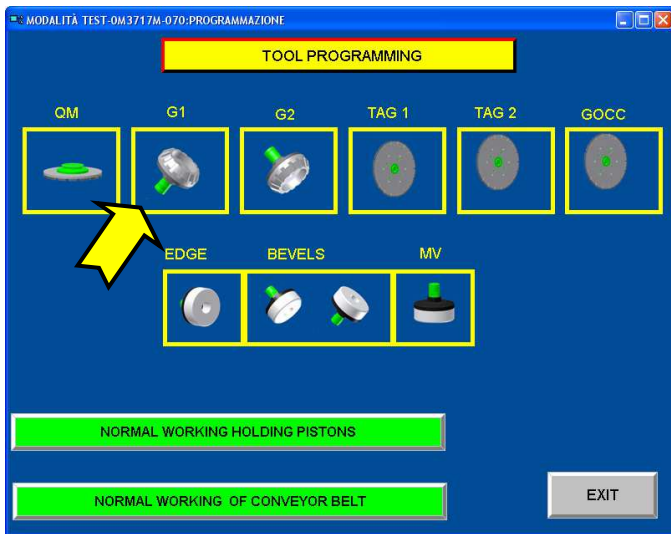 MODALITÀ TEST-0M3717M-070:PROGRAMMAZIONE
TOOL PROGRAMMING
QM G1 G2 TAG 1 TAG 2 GOCC
EDGE BEVELS MV
NORMAL WORKING HOLDING PISTONS
NORMAL WORKING OF CONVEYOR BELT
EXIT